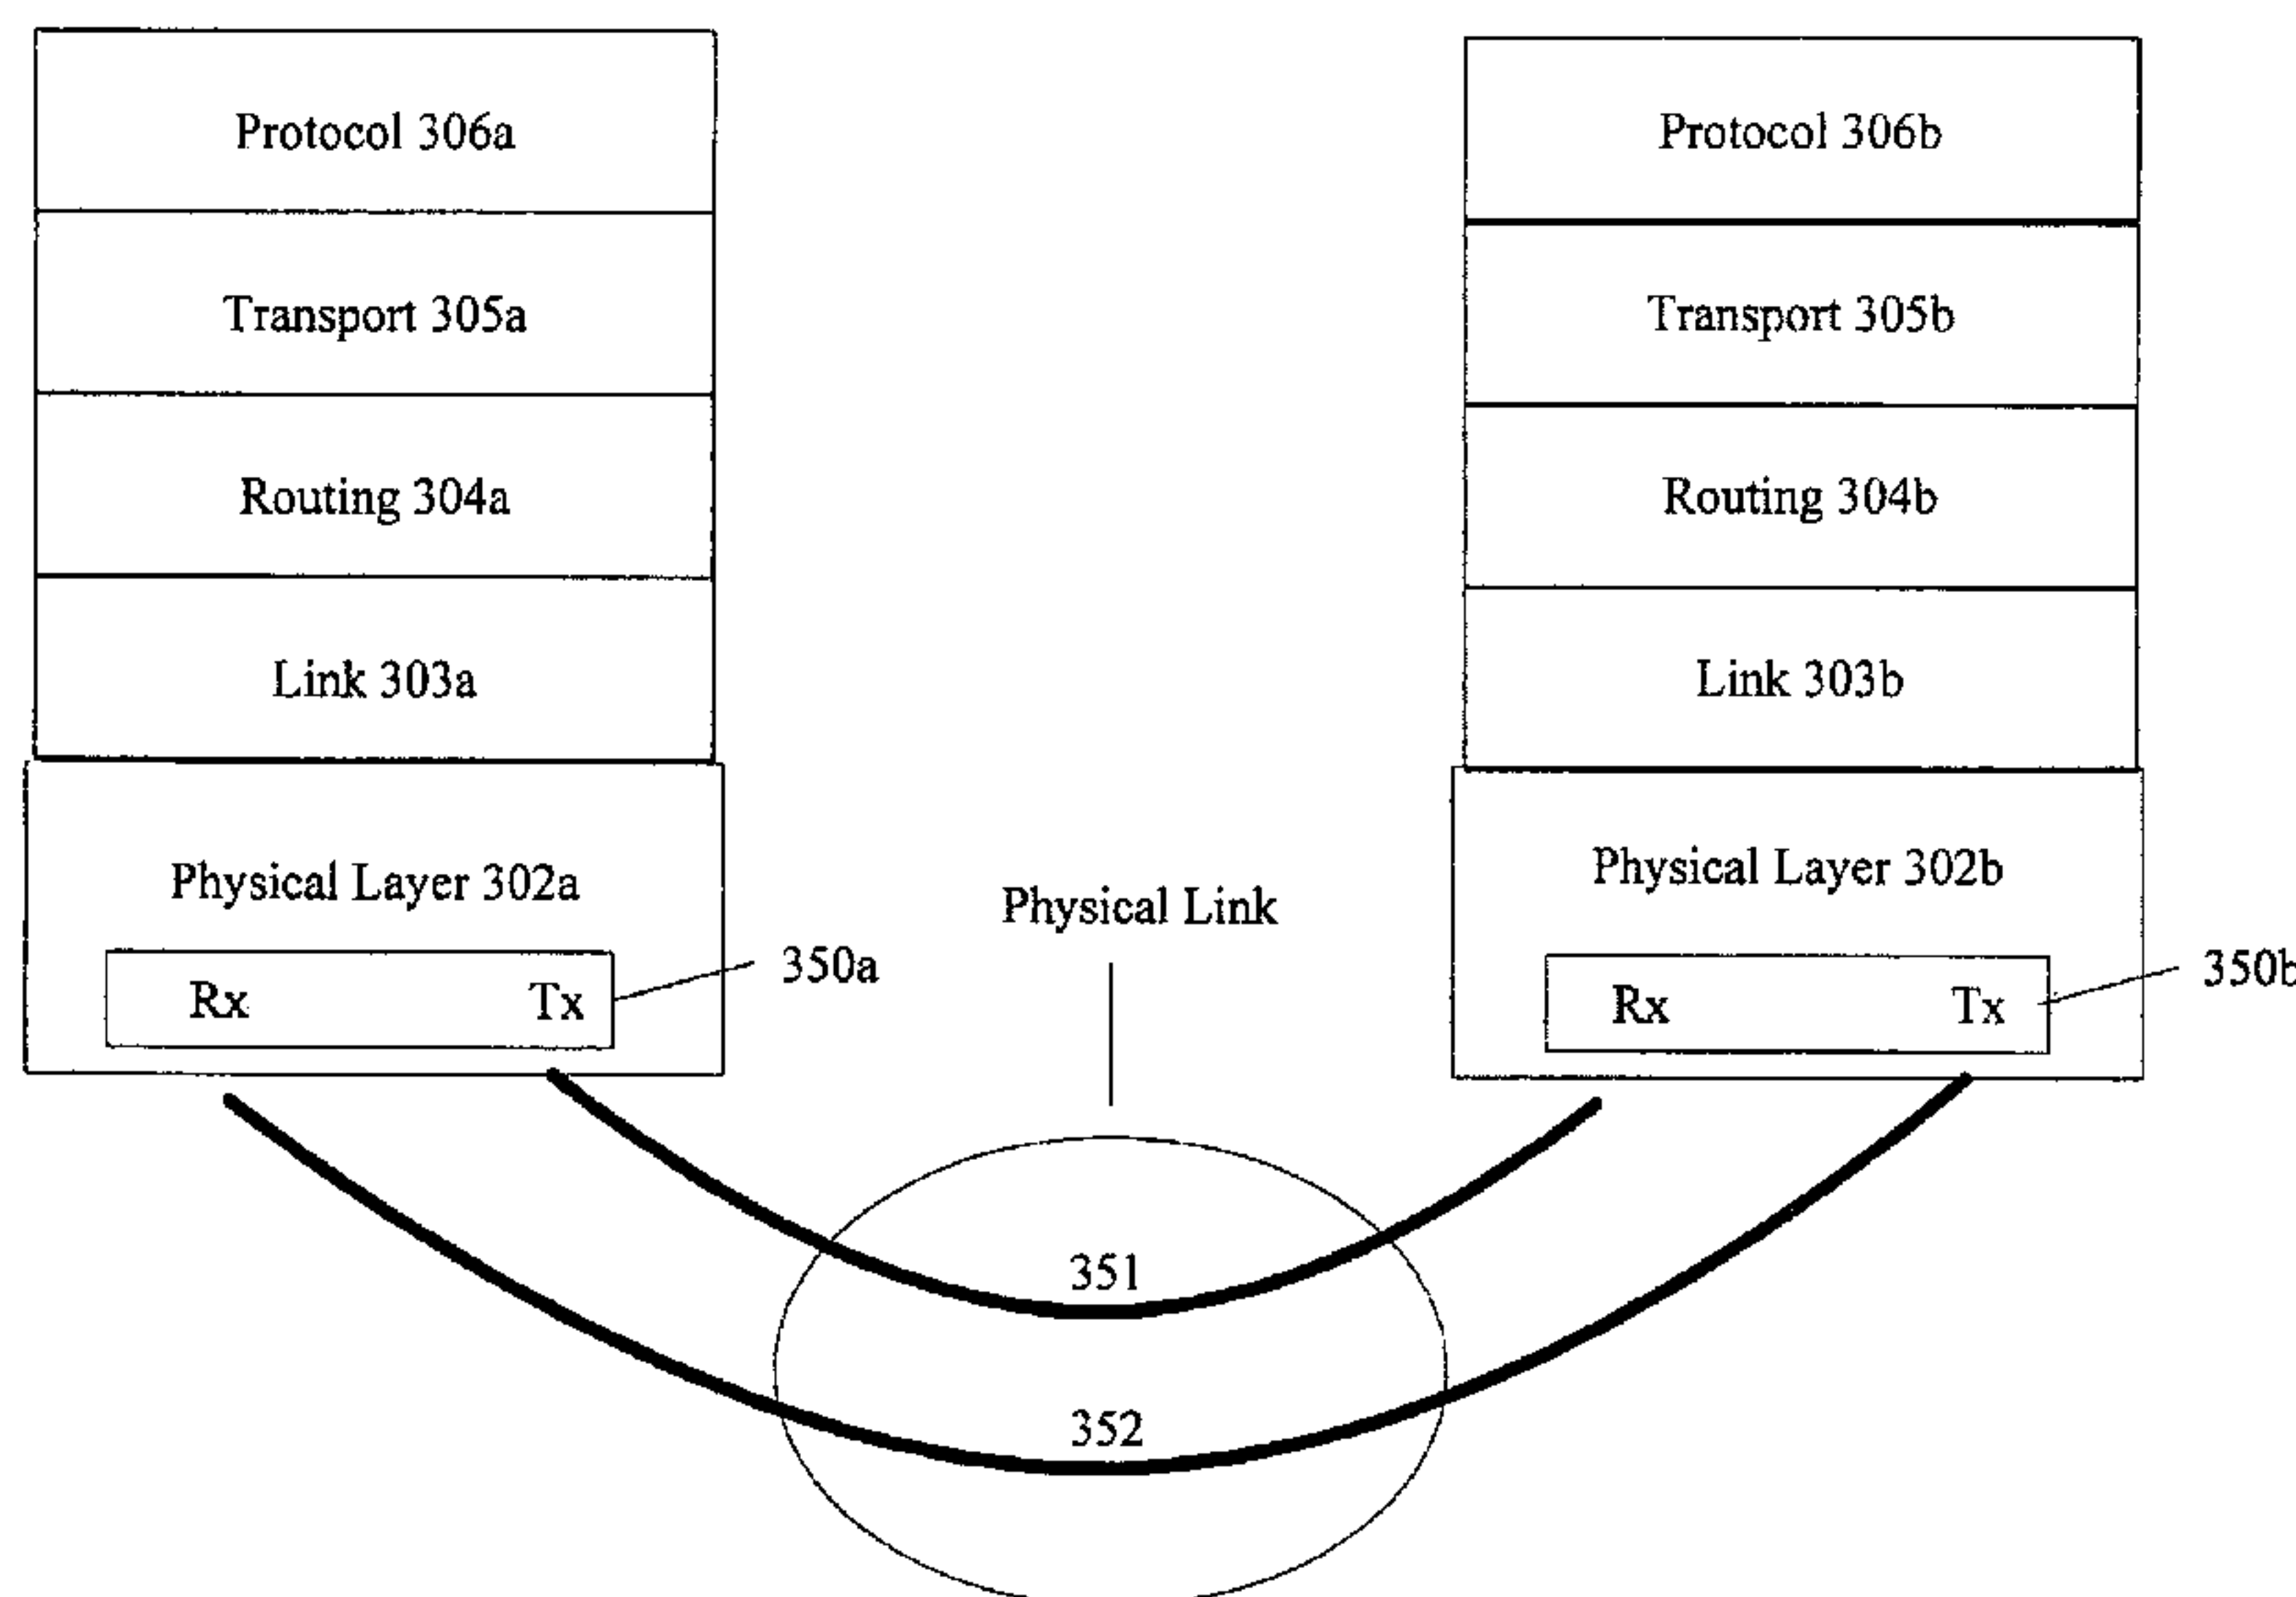 Protocol 306a
Transport 305a
Routing 304a
Link 303a
Physical Layer 302a
Rx Tx
350a
Physical Link
351
352
Protocol 306b
Transport 305b
Routing 304b
Link 303b
Physical Layer 302b
Rx Tx
350b